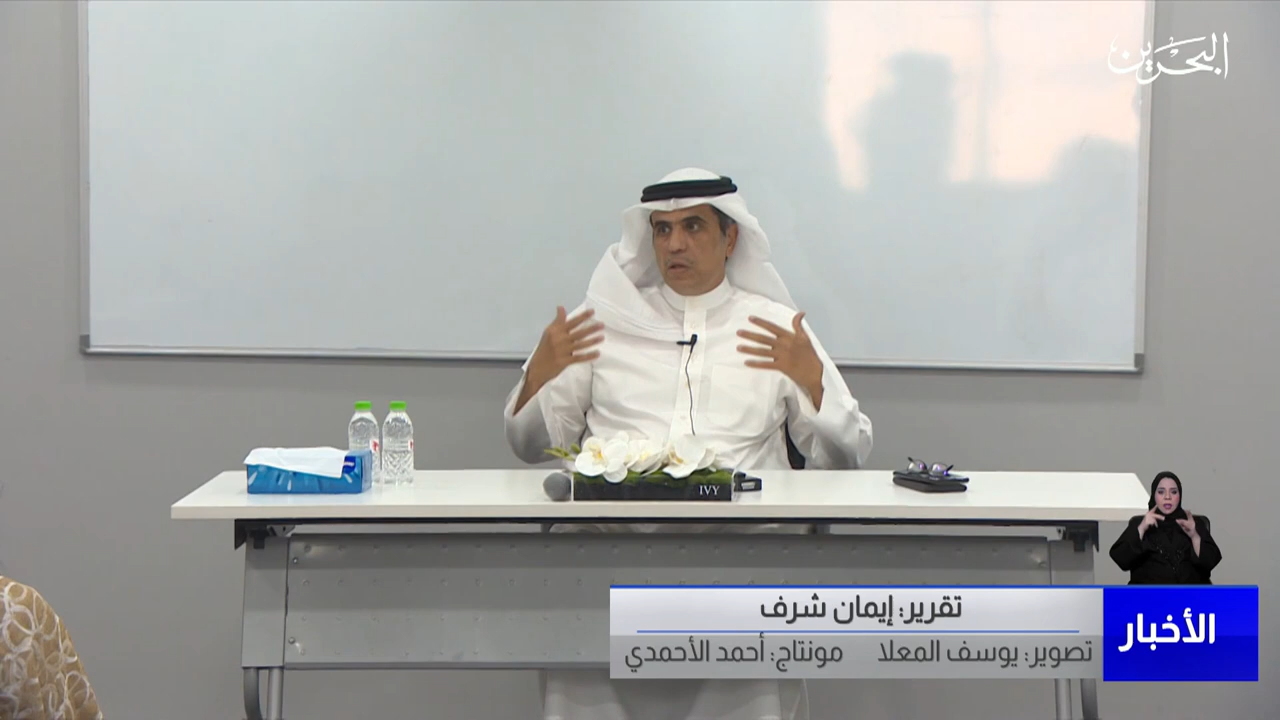 البحرين
IVY
تقرير: إيمان شرف
الأخبار
تصوير: يوسف المعلا مونتاج: أحمد الأحمدي